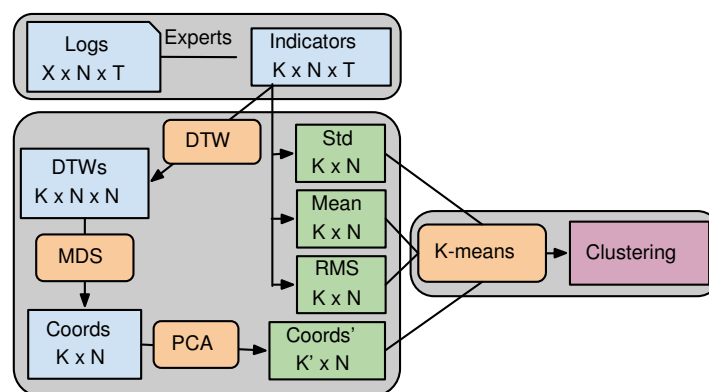 Logs
X x N x T
Experts
Indicators
K x N x T
DTW
DTWs
K x N x N
MDS
Coords
K x N
PCA
Std
K x N
Mean
K x N
RMS
K x N
Coords’
K’ x N
K-means
Clustering